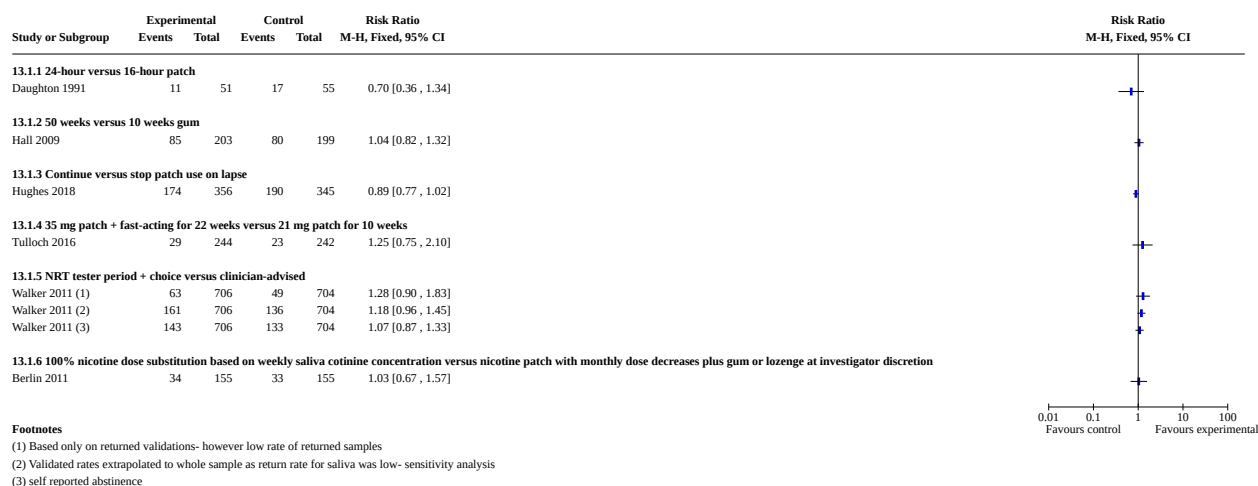 Experimental Control Risk Ratio Risk Ratio
Study or Subgroup Events Total Events Total M-H, Fixed, 95% CI M-H, Fixed, 95% CI
13.1.1 24-hour versus 16-hour patch
Daughton 1991 11 51 17 55 0.70 [0.36 , 1.34]
13.1.2 50 weeks versus 10 weeks gum
Hall 2009 85 203 80 199 1.04 [0.82 , 1.32]
13.1.3 Continue versus stop patch use on lapse
Hughes 2018 174 356 190 345 0.89 [0.77 , 1.02]
13.1.4 35 mg patch + fast-acting for 22 weeks versus 21 mg patch for 10 weeks
Tulloch 2016 29 244 23 242 1.25 [0.75 , 2.10]
13.1.5 NRT tester period + choice versus clinician-advised
Walker 2011 (1) 63 706 49 704 1.28 [0.90 , 1.83]
Walker 2011 (2) 161 706 136 704 1.18 [0.96 , 1.45]
Walker 2011 (3) 143 706 133 704 1.07 [0.87 , 1.33]
13.1.6 100% nicotine dose substitution based on weekly saliva cotinine concentration versus nicotine patch with monthly dose decreases plus gum or lozenge at investigator discretion
Berlin 2011 34 155 33 155 1.03 [0.67 , 1.57]
0.01 0.1 1 10 100
Favours control Favours experimental
Footnotes
(1) Based only on returned validations- however low rate of returned samples
(2) Validated rates extrapolated to whole sample as return rate for saliva was low- sensitivity analysis
(3) self reported abstinence